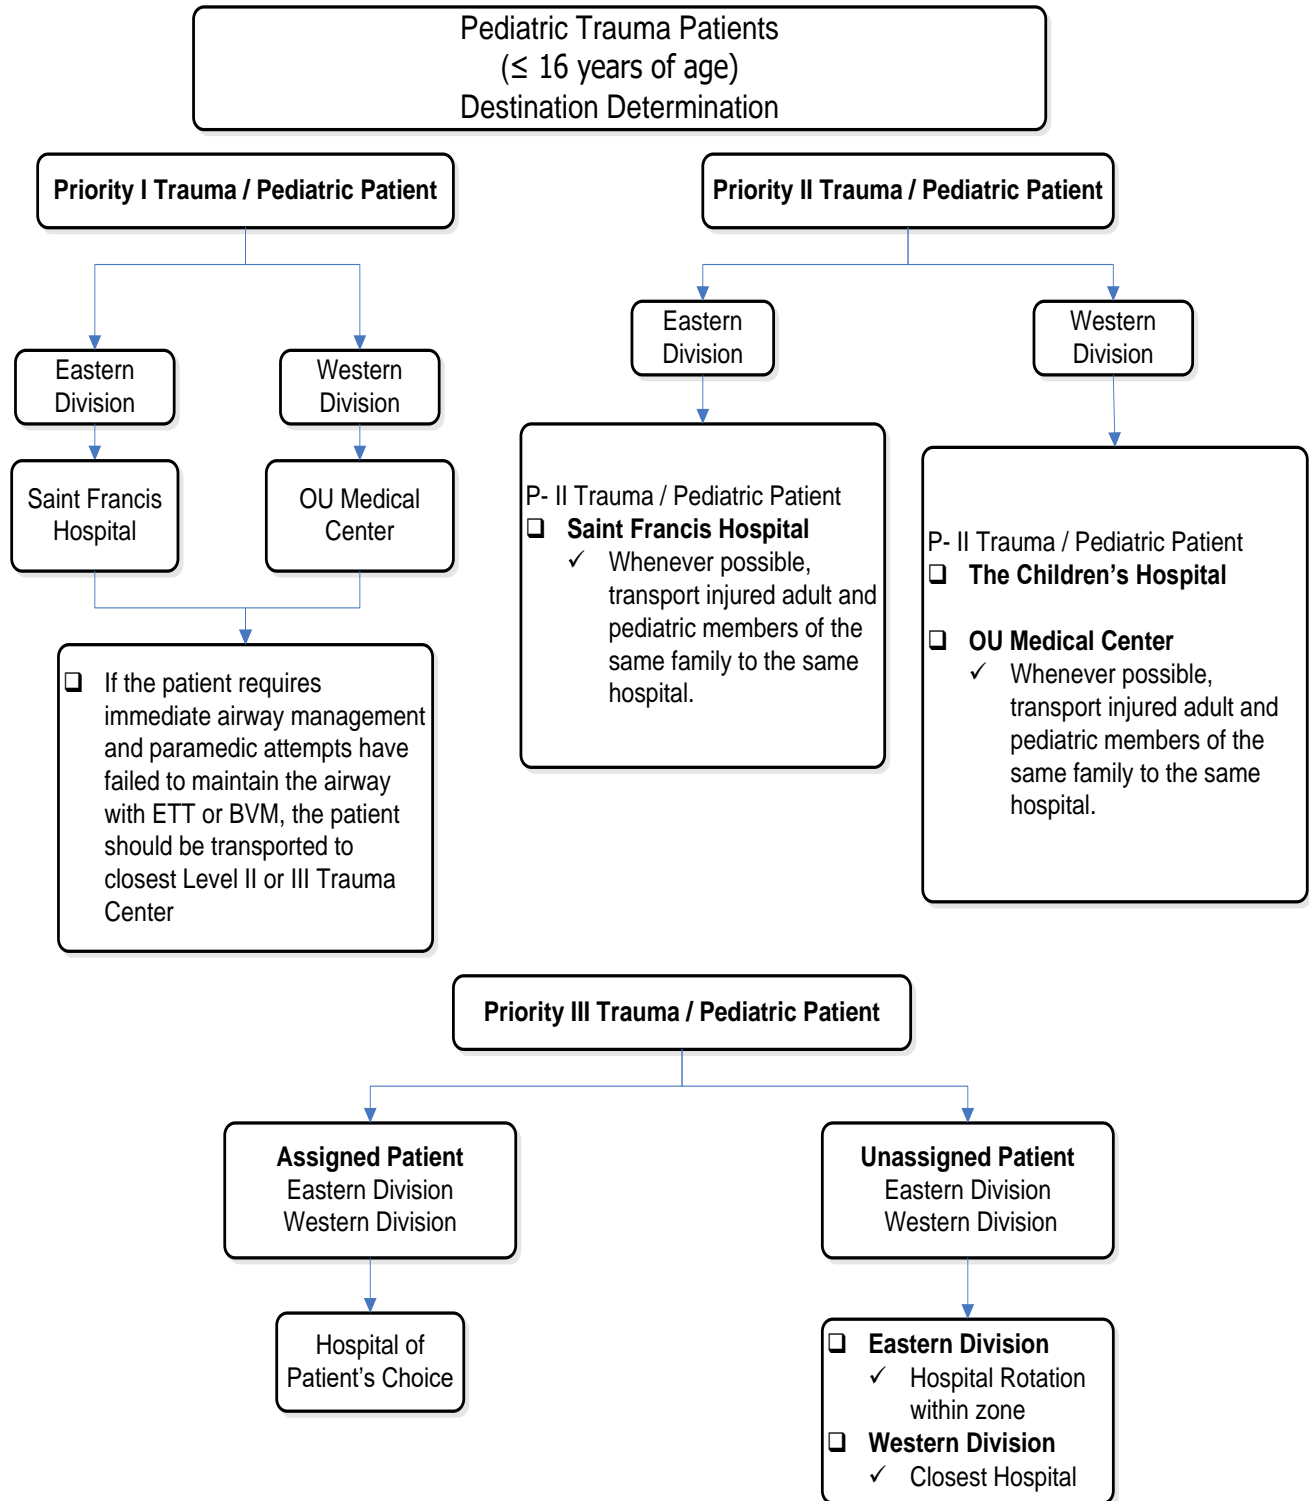 Pediatric Trauma Patients
(≤ 16 years of age)
Destination Determination
Priority I Trauma / Pediatric Patient
Eastern
Division
Western
Division
Saint Francis
Hospital
OU Medical
Center
❑ If the patient requires
immediate airway management
and paramedic attempts have
failed to maintain the airway
with ETT or BVM, the patient
should be transported to
closest Level II or III Trauma
Center
Priority II Trauma / Pediatric Patient
Eastern
Division
P- II Trauma / Pediatric Patient
❑ Saint Francis Hospital
✓ Whenever possible,
transport injured adult and
pediatric members of the
same family to the same
hospital.
Western
Division
P- II Trauma / Pediatric Patient
❑ The Children's Hospital
❑ OU Medical Center
✓ Whenever possible,
transport injured adult and
pediatric members of the
same family to the same
hospital.
Priority III Trauma / Pediatric Patient
Assigned Patient
Eastern Division
Western Division
Hospital of
Patient's Choice
Unassigned Patient
Eastern Division
Western Division
❑ Eastern Division
✓ Hospital Rotation
within zone
❑ Western Division
✓ Closest Hospital